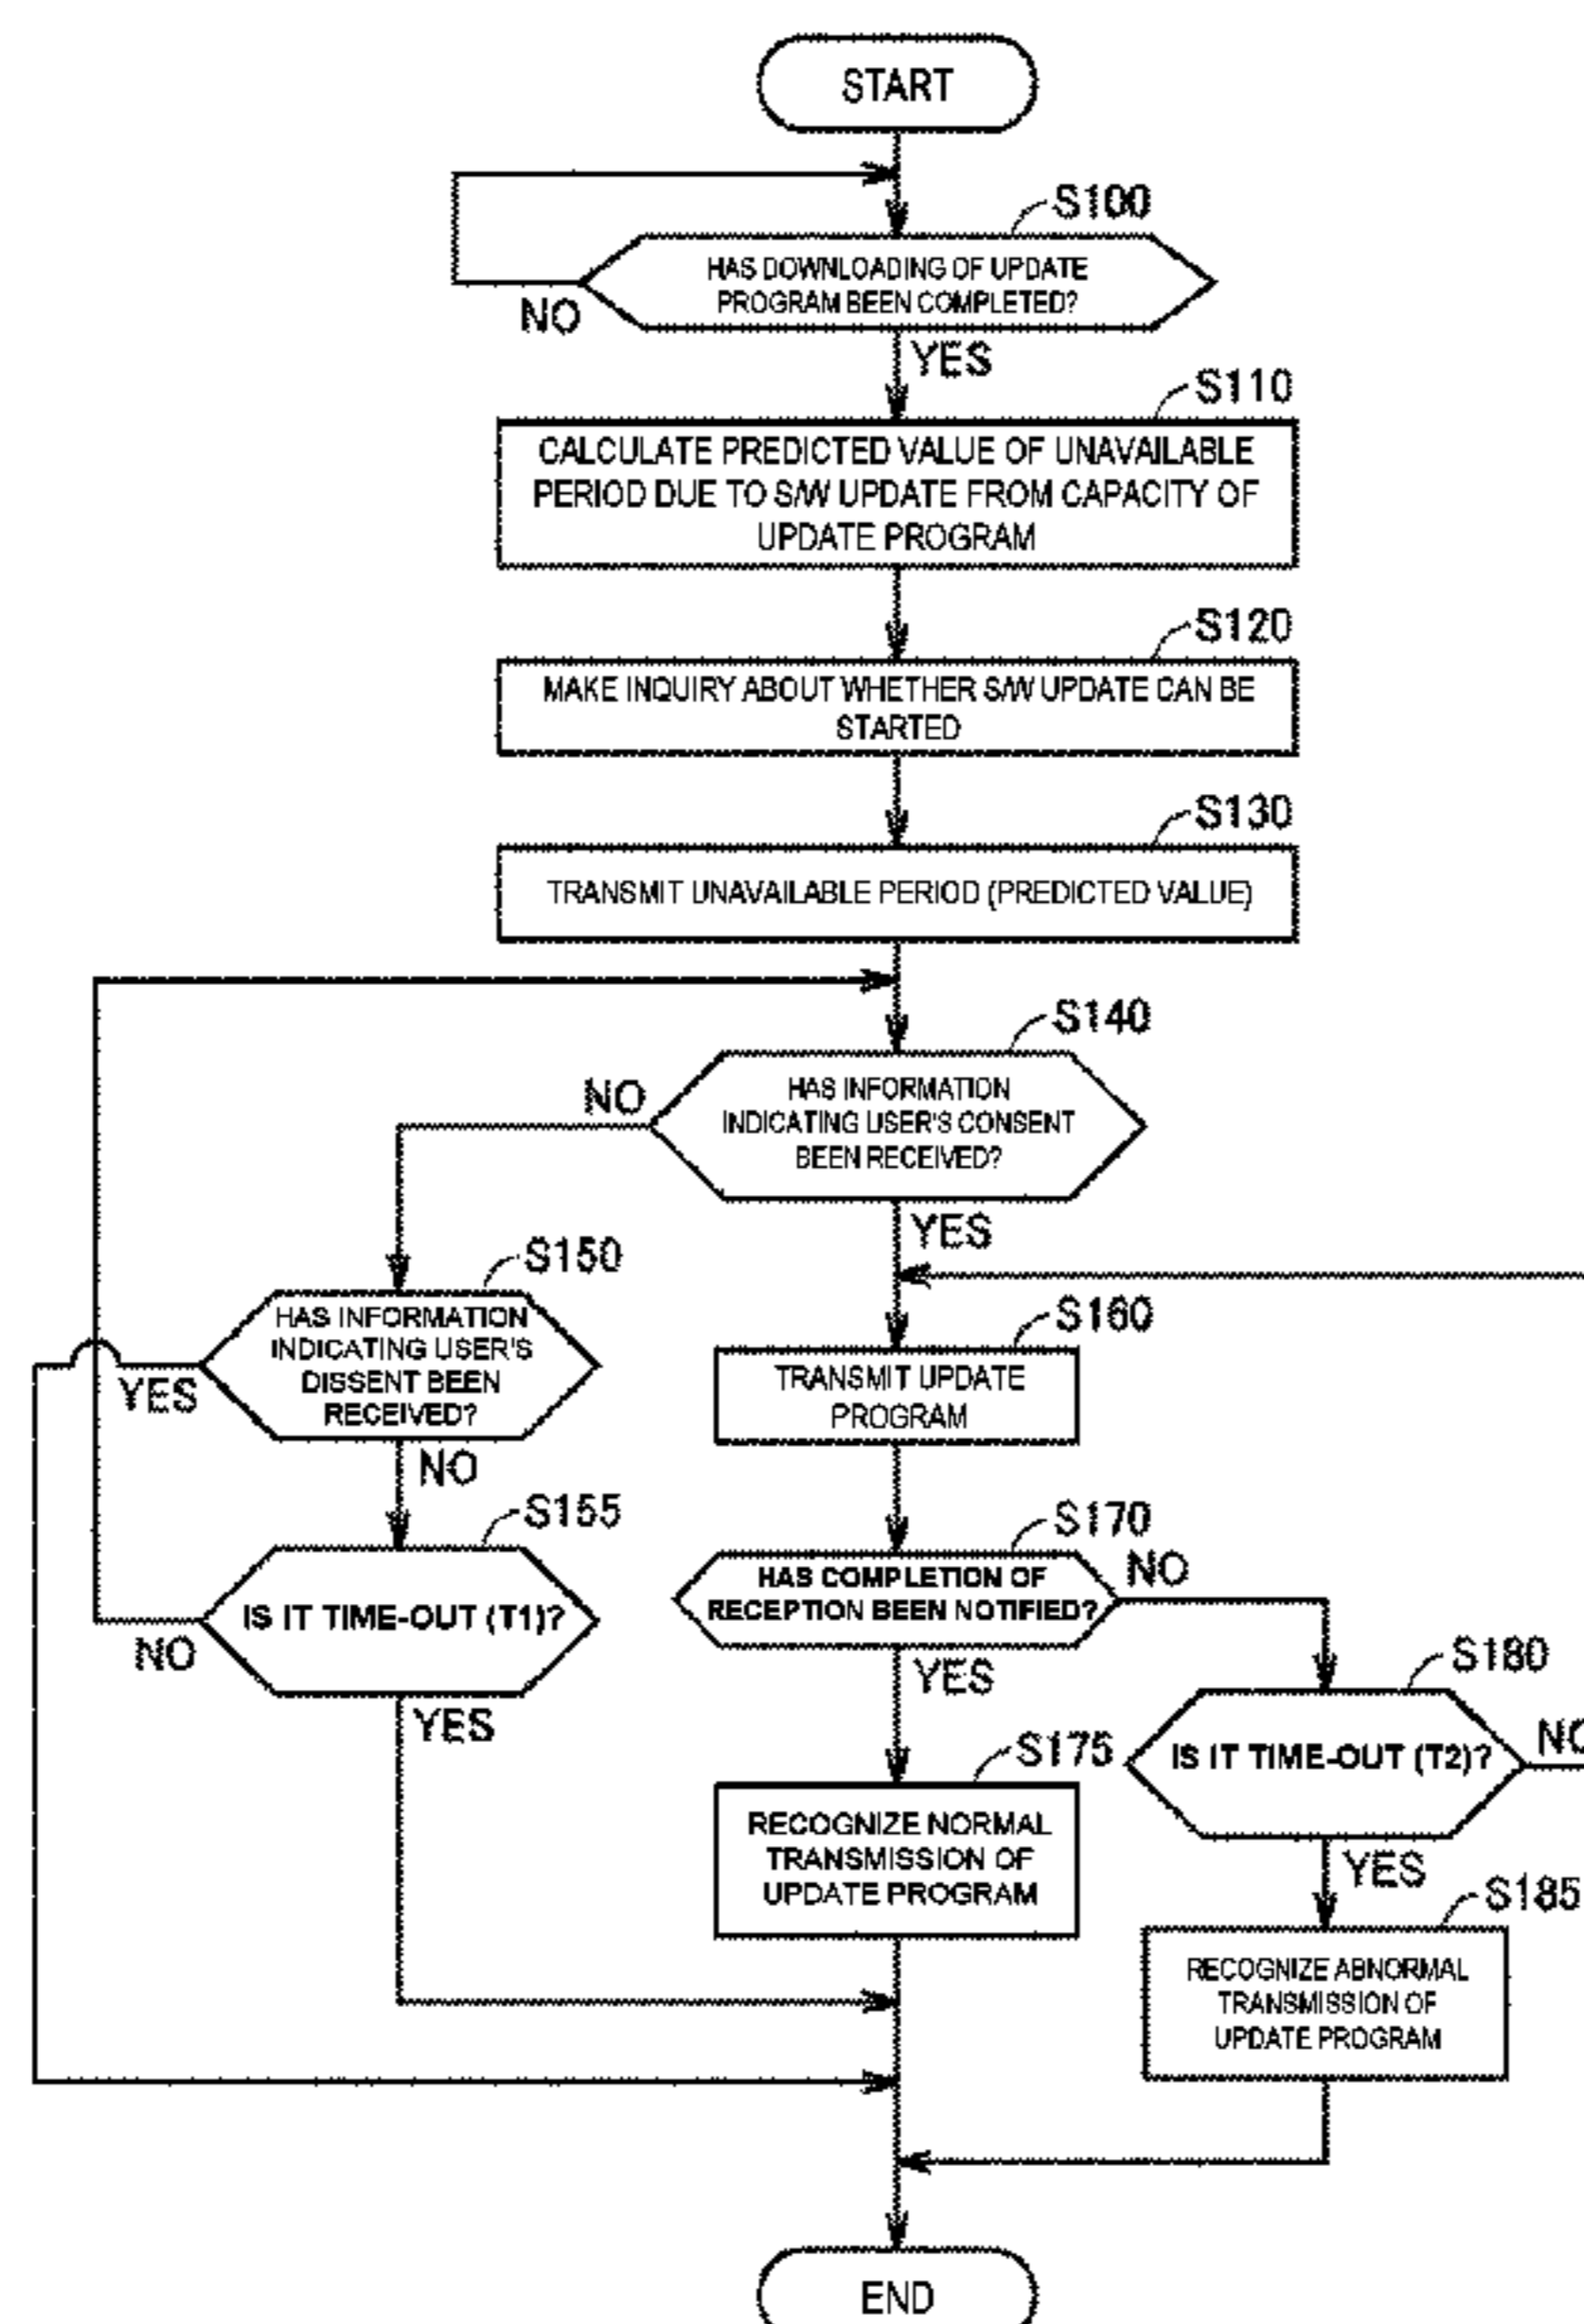 START
S100
HAS DOWNLOADING OF UPDATE
PROGRAM BEEN COMPLETED?
NO
YES
S110
CALCULATE PREDICTED VALUE OF UNAVAILABLE
PERIOD DUE TO S/W UPDATE FROM CAPACITY OF
UPDATE PROGRAM
S120
MAKE INQUIRY ABOUT WHETHER S/W UPDATE CAN BE
STARTED
S130
TRANSMIT UNAVAILABLE PERIOD (PREDICTED VALUE)
S140
NO
HAS INFORMATION
INDICATING USER'S CONSENT
BEEN RECEIVED?
YES
S150
HAS INFORMATION
INDICATING USER'S
DISSENT BEEN
RECEIVED?
YES
NO
S160
TRANSMIT UPDATE
PROGRAM
S155
IS IT TIME-OUT (T1)?
NO
YES
S170
HAS COMPLETION OF
RECEPTION BEEN NOTIFIED?
NO
YES
S180
IS IT TIME-OUT (T2)?
NO
YES
S175
RECOGNIZE NORMAL
TRANSMISSION OF
UPDATE PROGRAM
S185
RECOGNIZE ABNORMAL
TRANSMISSION OF
UPDATE PROGRAM
END